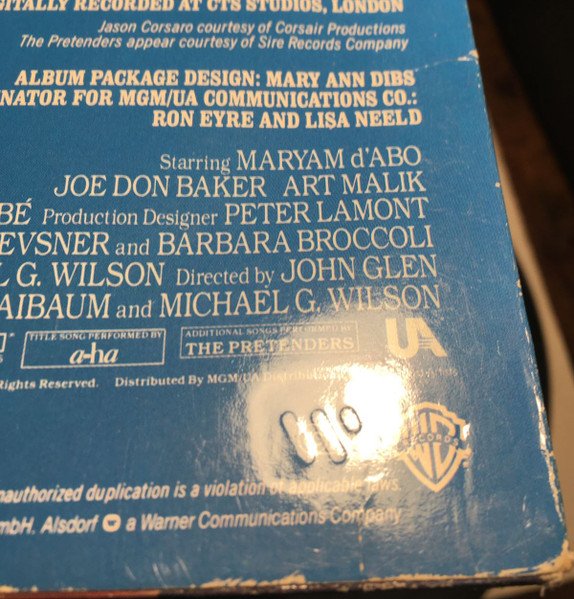 GITALLY RECORDED AT CTS STUDIOS, LONDON
Jason Corsaro courtesy of Corsair Productions
The Pretenders appear courtesy of Sire Records Company
ALBUM PACKAGE DESIGN: MARY ANN DIBS
NATOR FOR MGM/UA COMMUNICATIONS CO.:
RON EYRE AND LISA NEELD
Starring MARYAM d'ABO
JOE DON BAKER ART MALIK
BÉ Production Designer PETER LAMONT
EVSNER and BARBARA BROCCOLI
L G. WILSON Directed by JOHN GLEN
AIBAUM and MICHAEL G. WILSON
TITLE SONG PERFORMED BY
a-ha
ADDITIONAL SONGS PERFORMED BY
THE PRETENDERS
UA
Rights Reserved. Distributed By MGM/UA Distribution
WB
RECORDS
nauthorized duplication is a violation of applicable laws.
mbH, Alsdorf a Warner Communications Company